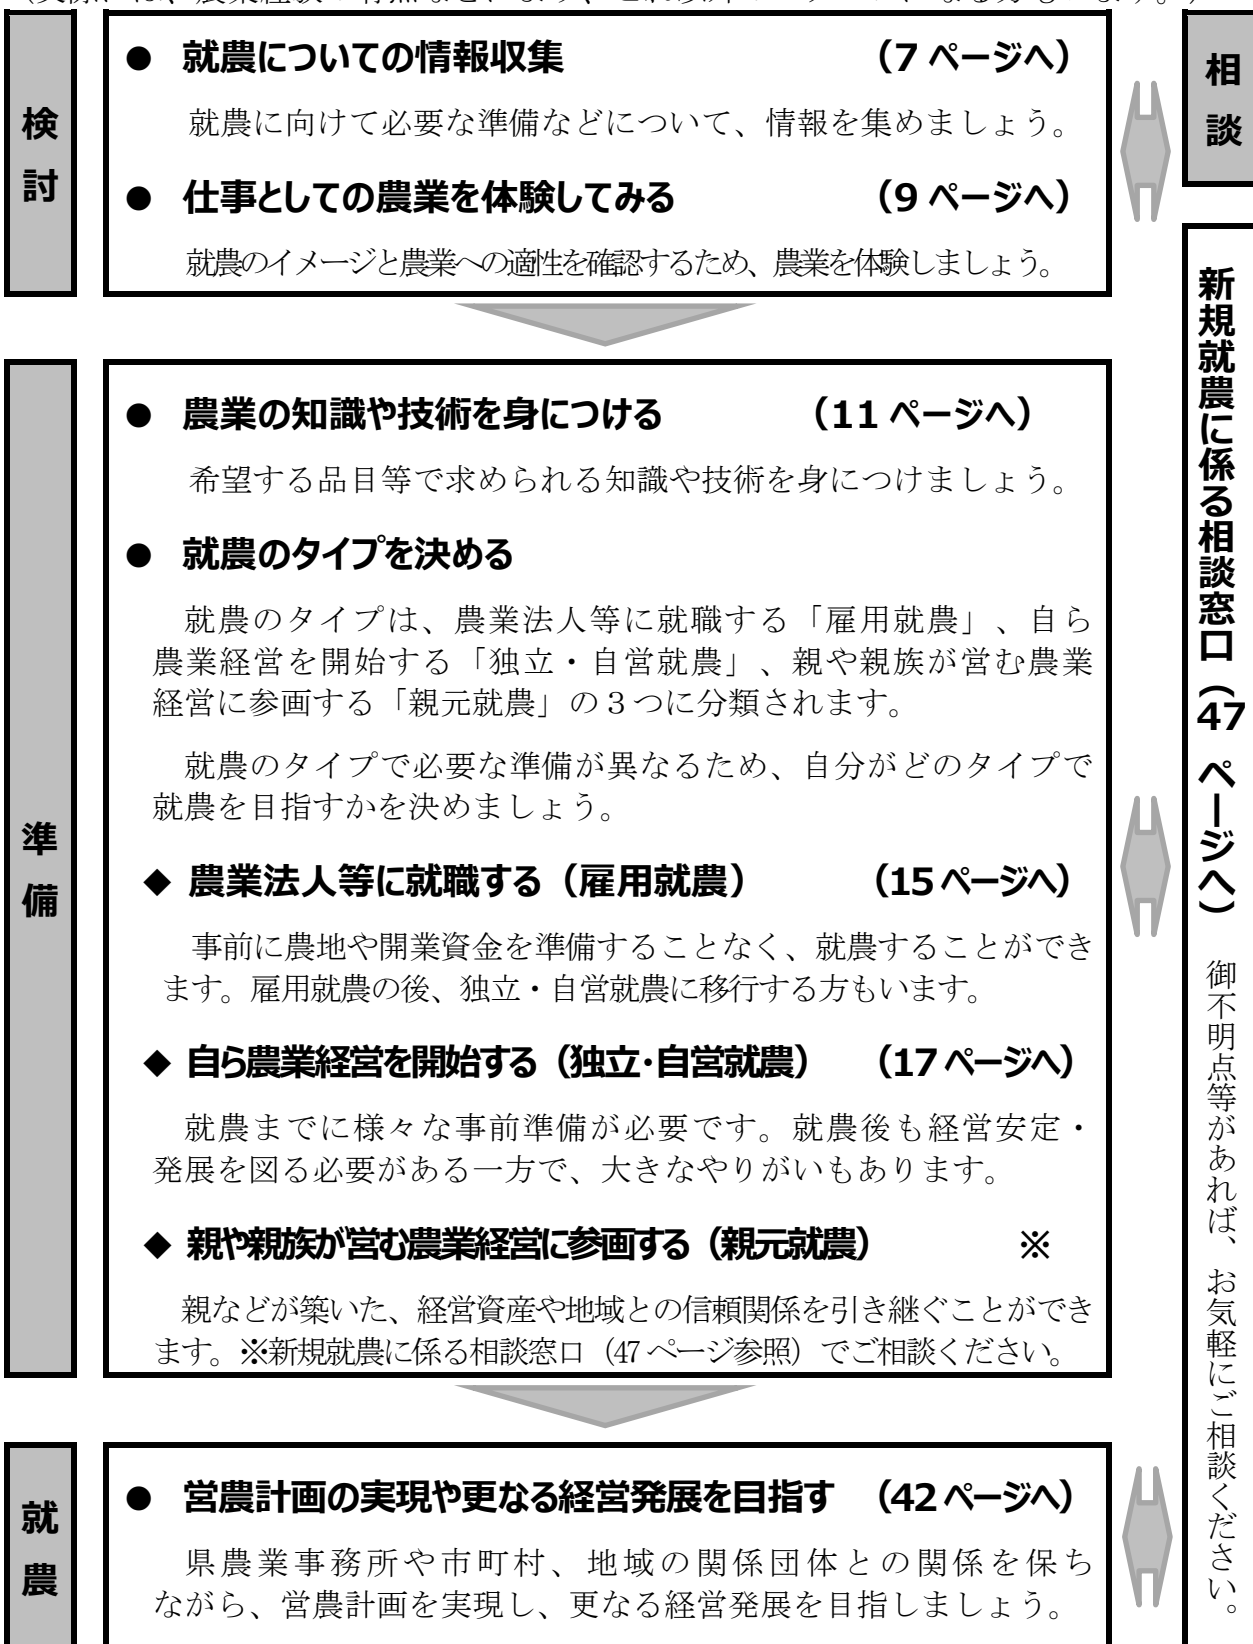 検討
● 就農についての情報収集 （7 ページへ）
就農に向けて必要な準備などについて、情報を集めましょう。
● 仕事としての農業を体験してみる （9 ページへ）
就農のイメージと農業への適性を確認するため、農業を体験しましょう。
準備
● 農業の知識や技術を身につける （11 ページへ）
希望する品目等で求められる知識や技術を身につけましょう。
● 就農のタイプを決める
就農のタイプは、農業法人等に就職する「雇用就農」、自ら
農業経営を開始する「独立・自営就農」、親や親族が営む農業
経営に参画する「親元就農」の３つに分類されます。
就農のタイプで必要な準備が異なるため、自分がどのタイプで
就農を目指すかを決めましょう。
◆ 農業法人等に就職する（雇用就農） （15 ページへ）
事前に農地や開業資金を準備することなく、就農することができ
ます。雇用就農の後、独立・自営就農に移行する方もいます。
◆ 自ら農業経営を開始する（独立・自営就農） （17 ページへ）
就農までに様々な事前準備が必要です。就農後も経営安定・
発展を図る必要がある一方で、大きなやりがいもあります。
◆ 親や親族が営む農業経営に参画する（親元就農） ※
親などが築いた、経営資産や地域との信頼関係を引き継ぐことができ
ます。※新規就農に係る相談窓口（47 ページ参照）でご相談ください。
就農
● 営農計画の実現や更なる経営発展を目指す （42 ページへ）
県農業事務所や市町村、地域の関係団体との関係を保ち
ながら、営農計画を実現し、更なる経営発展を目指しましょう。
相談
新規就農に係る相談窓口（47 ページへ） 御不明点等があれば、お気軽にご相談ください。